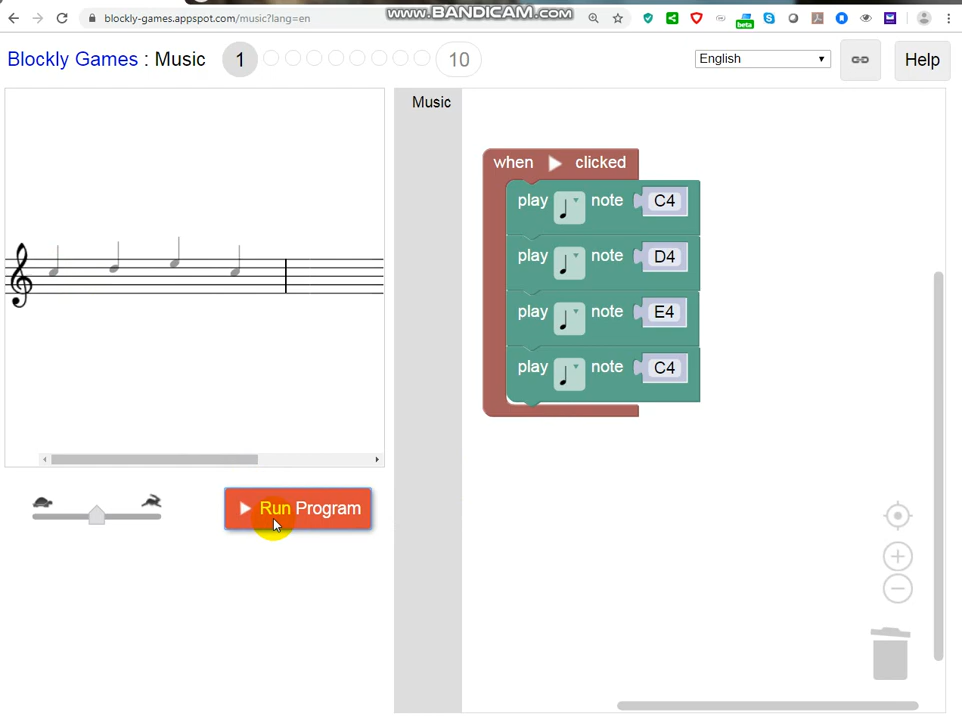 blockly-games.appspot.com/music?lang=en
www.BANDICAM.com
beta
Blockly Games : Music
1
10
English
Help
Music
when clicked
play note C4
play note D4
play note E4
play note C4
Run Program